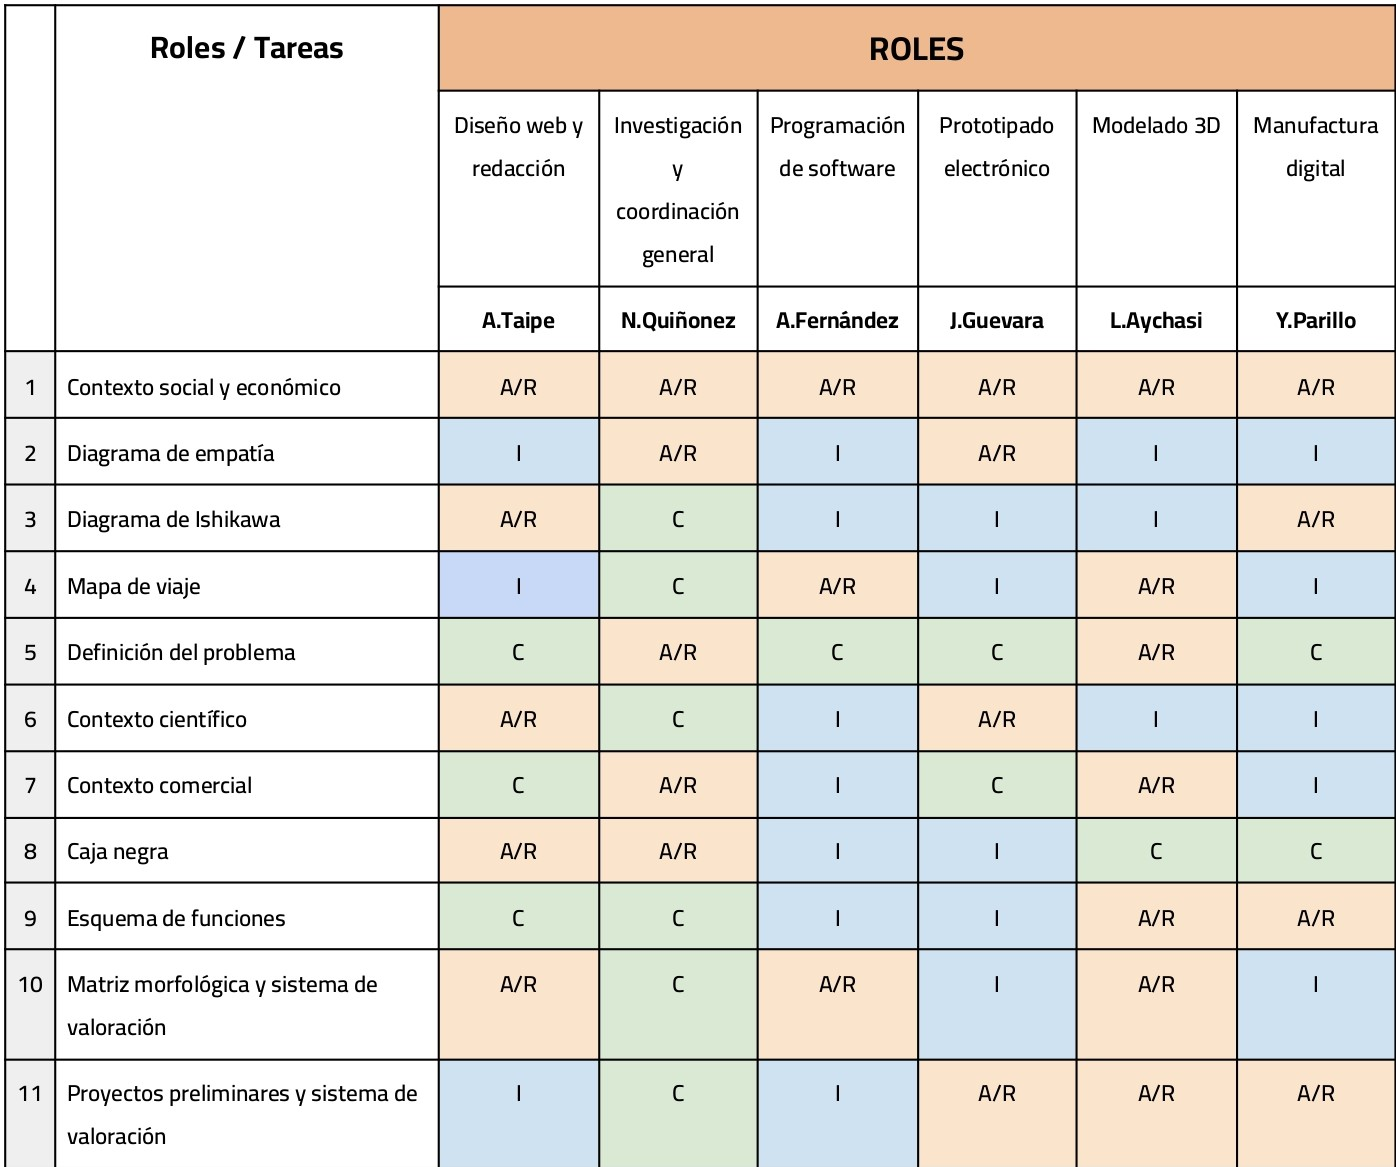 Roles / Tareas
ROLES
Diseño web y
redacción
Investigación
y
coordinación
general
Programación
de software
Prototipado
electrónico
Modelado 3D
Manufactura
digital
A.Taipe N.Quiñonez A.Fernández J.Guevara L.Aychasi Y.Parillo
1 Contexto social y económico A/R A/R A/R A/R A/R A/R
2 Diagrama de empatía I A/R I A/R I I
3 Diagrama de Ishikawa A/R C I I I A/R
4 Mapa de viaje I C A/R I A/R I
5 Definición del problema C A/R C C A/R C
6 Contexto científico A/R C I A/R I I
7 Contexto comercial C A/R I C A/R I
8 Caja negra A/R A/R I I C C
9 Esquema de funciones C C I I A/R A/R
10 Matriz morfológica y sistema de A/R C A/R I A/R I
valoración
11 Proyectos preliminares y sistema de I C I A/R A/R A/R
valoración